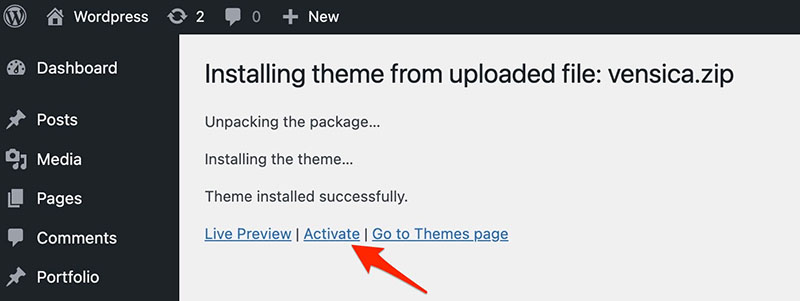 Wordpress 2 0 New
Dashboard
Installing theme from uploaded file: vensica.zip
Posts
Unpacking the package...
Media
Installing the theme...
Pages
Theme installed successfully.
Comments
Live Preview | Activate | Go to Themes page
Portfolio